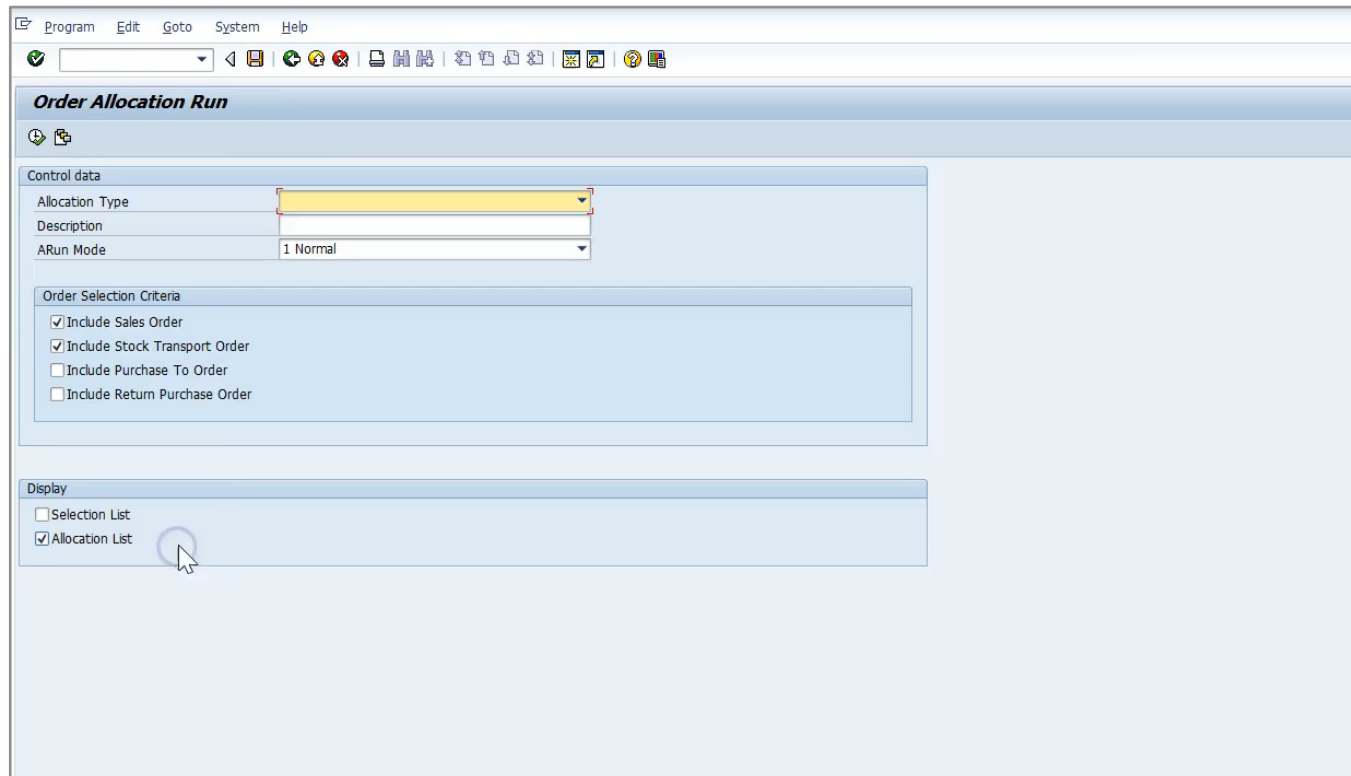 Program Edit Goto System Help
Order Allocation Run
Control data
Allocation Type
Description
ARun Mode 1 Normal
Order Selection Criteria
Include Sales Order
Include Stock Transport Order
Include Purchase To Order
Include Return Purchase Order
Display
Selection List
Allocation List